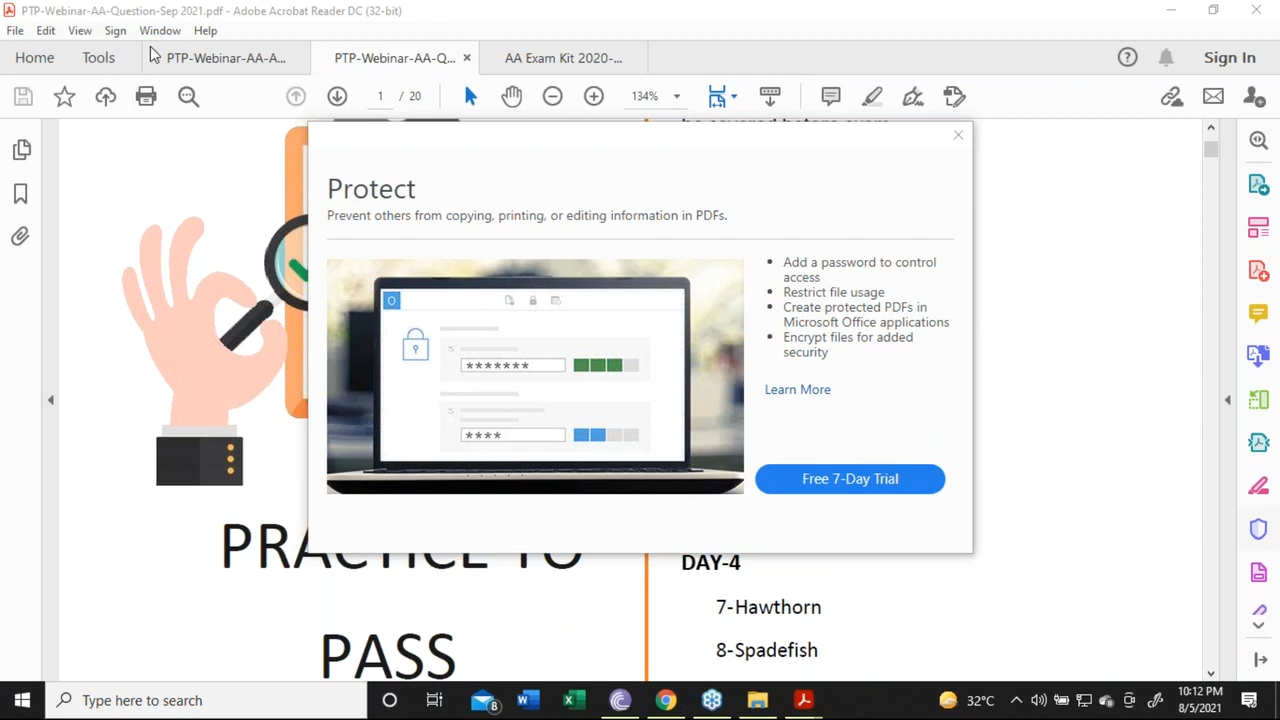 PTP-Webinar-AA-Question-Sep 2021.pdf - Adobe Acrobat Reader DC (32-bit)
File Edit View Sign Window Help
Home Tools PTP-Webinar-AA-A... PTP-Webinar-AA-Q... AA Exam Kit 2020-... Sign In
1 / 20 134%
Protect
Prevent others from copying, printing, or editing information in PDFs.
Add a password to control
access
Restrict file usage
Create protected PDFs in
Microsoft Office applications
Encrypt files for added
security
*******
****
Learn More
Free 7-Day Trial
PRACTICE TO
PASS
DAY-4
7-Hawthorn
8-Spadefish
Type here to search
8
32°C
10:12 PM
8/5/2021